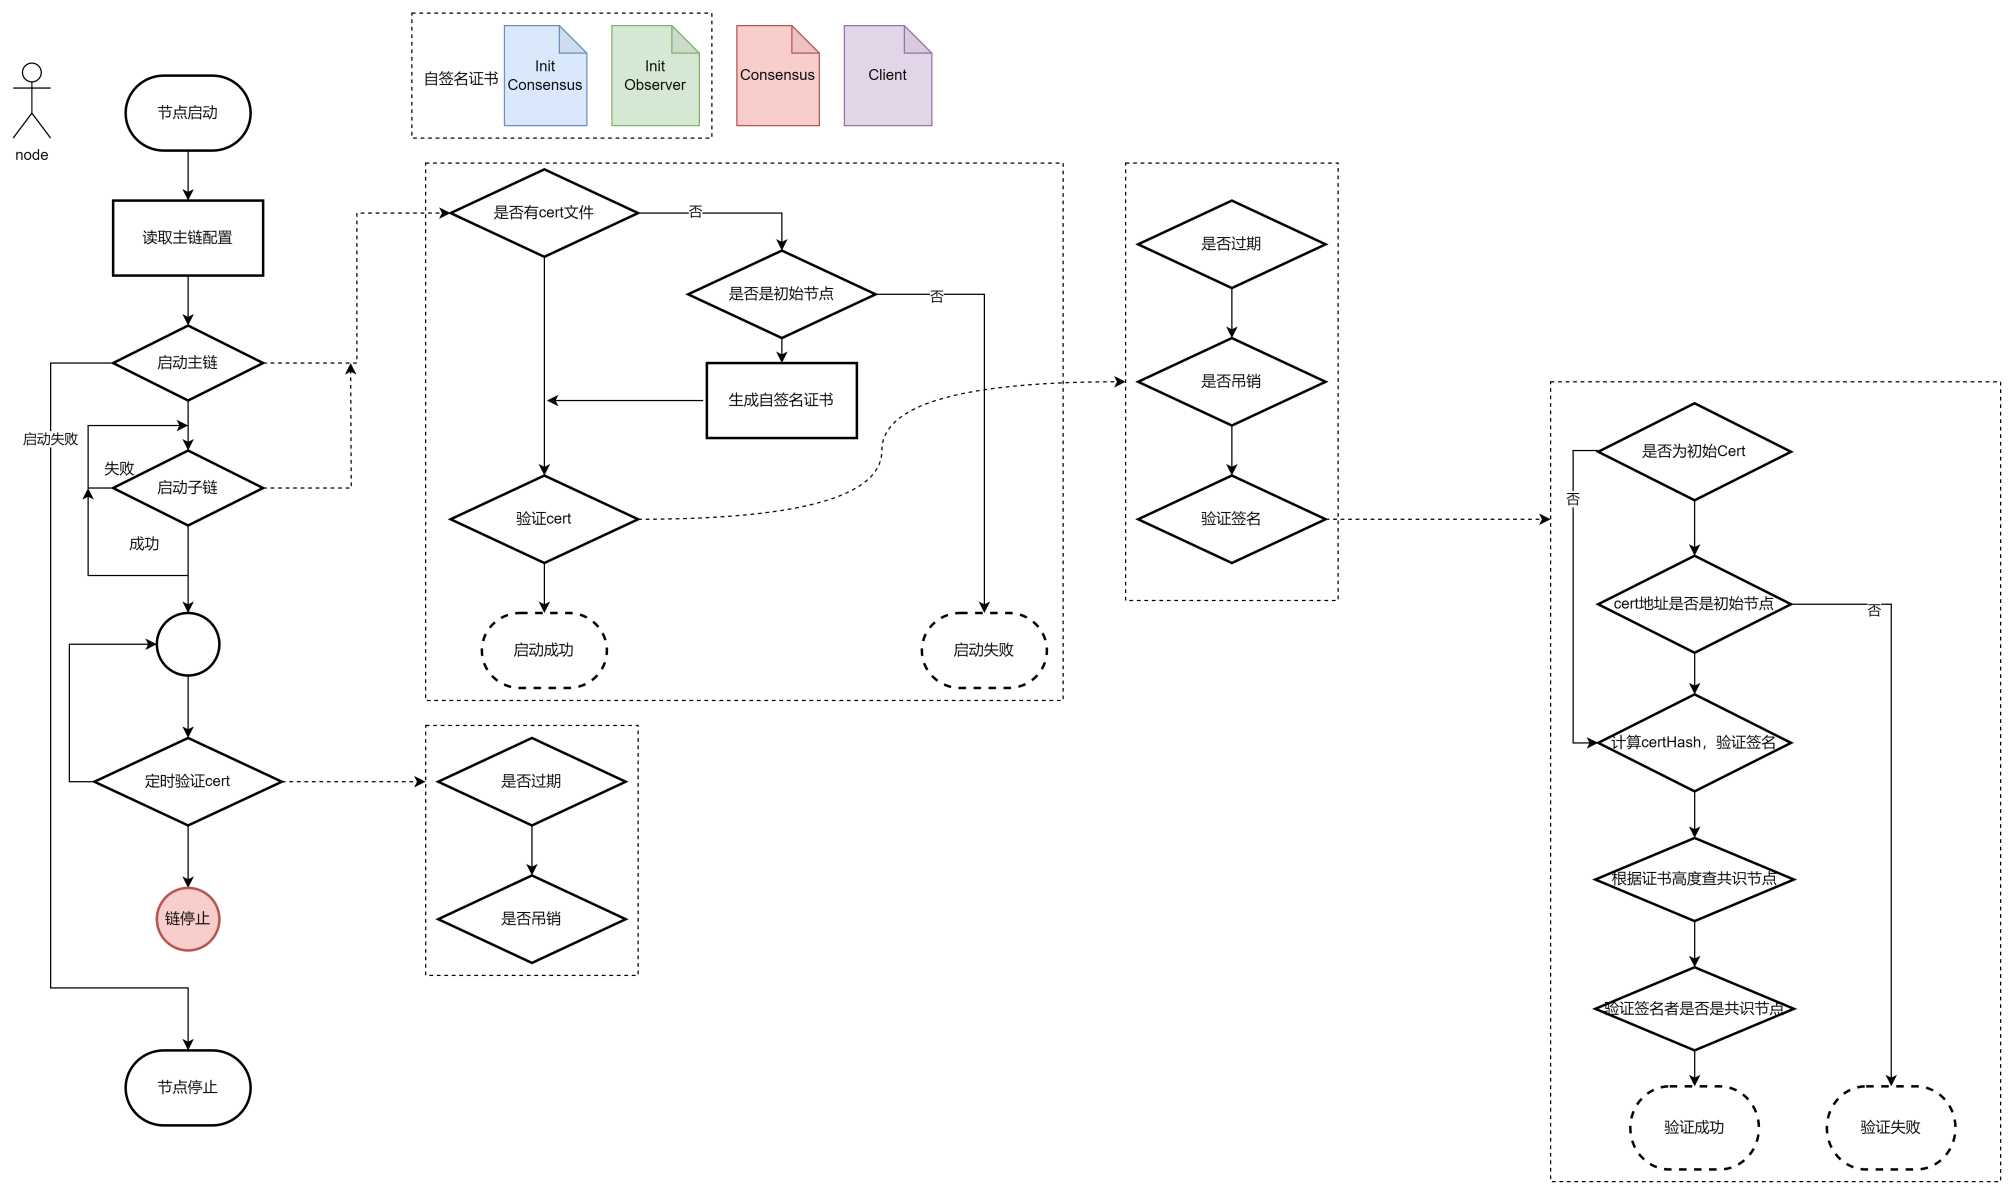 node
节点启动
读取主链配置
启动主链
启动失败
失败
启动子链
成功
定时验证cert
链停止
节点停止
自签名证书
Init
Consensus
Init
Observer
Consensus
Client
是否有cert文件
否
是否是初始节点
否
生成自签名证书
验证cert
启动成功
启动失败
是否过期
是否吊销
是否过期
是否吊销
验证签名
是否为初始Cert
否
cert地址是否是初始节点
否
计算certHash，验证签名
根据证书高度查共识节点
验证签名者是否是共识节点
验证成功
验证失败